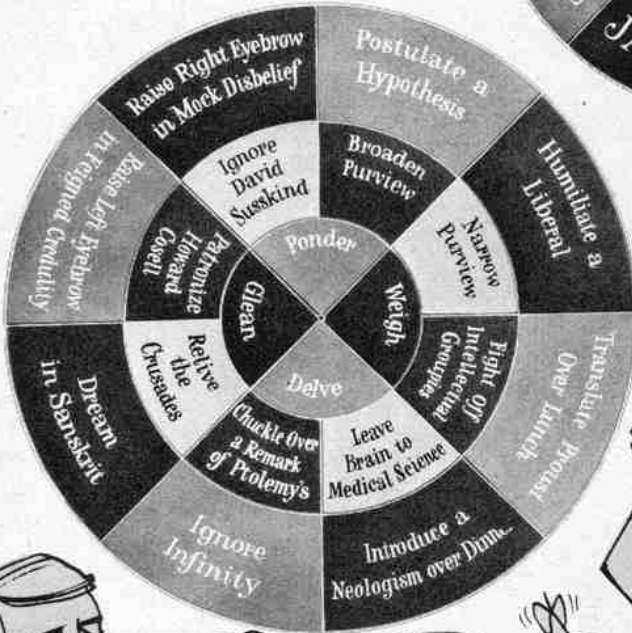 JA
Raise Right Eyebrow
in Mock Disbelief
Postulate a
Hypothesis
Humiliate a
Liberal
Translate Proust
Over Lunch
Introduce a
Neologism over
Ignore
Infinity
Dream
in Sanskrit
Raise Left Eyebrow
in Feigned Credulity
Ignore
David
Susskind
Broaden
Purview
Narrow
Purview
Fight off
Intellectual
Groupies
Leave
Brain to
Medical Science
Chuckle Over
a Remark
of Ptolemy's
Relive
the
Crusades
Patronize
Howard
Cosell
Ponder
Weigh
Delve
Glean